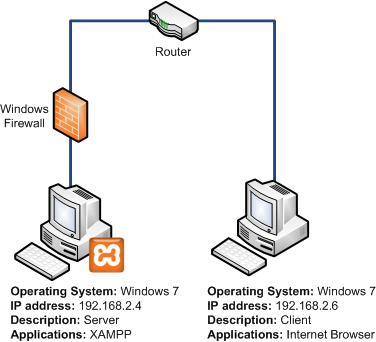 Router
Windows
Firewall
Operating System: Windows 7
IP address: 192.168.2.4
Description: Server
Applications: XAMPP
Operating System: Windows 7
IP address: 192.168.2.6
Description: Client
Applications: Internet Browser